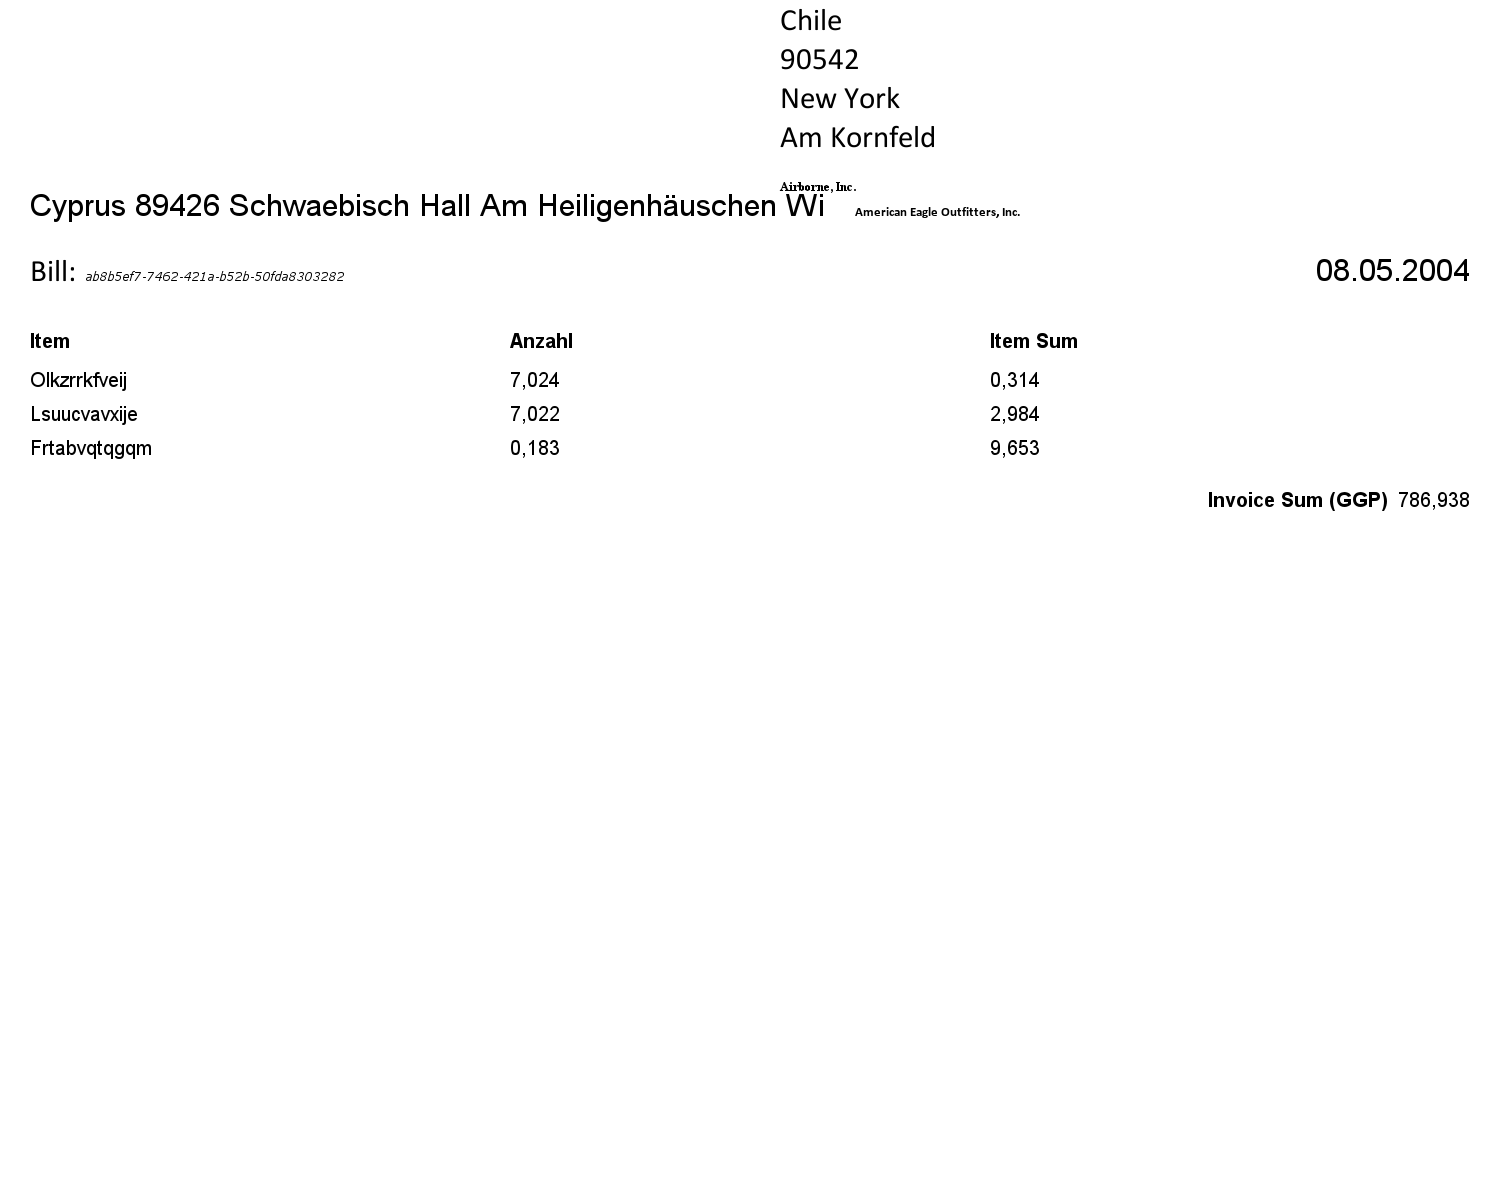 Chile
90542
New York
Am Kornfeld
Airborne, Inc.
Cyprus 89426 Schwaebisch Hall Am Heiligenhäuschen Wi American Eagle Outfitters, Inc.
Bill: ab8b5ef7-7462-421a-b52b-50fda8303282 08.05.2004
Item Anzahl Item Sum
Olkzrrkfveij 7,024 0,314
Lsuucvavxije 7,022 2,984
Frtabvqtqgqm 0,183 9,653
Invoice Sum (GGP) 786,938